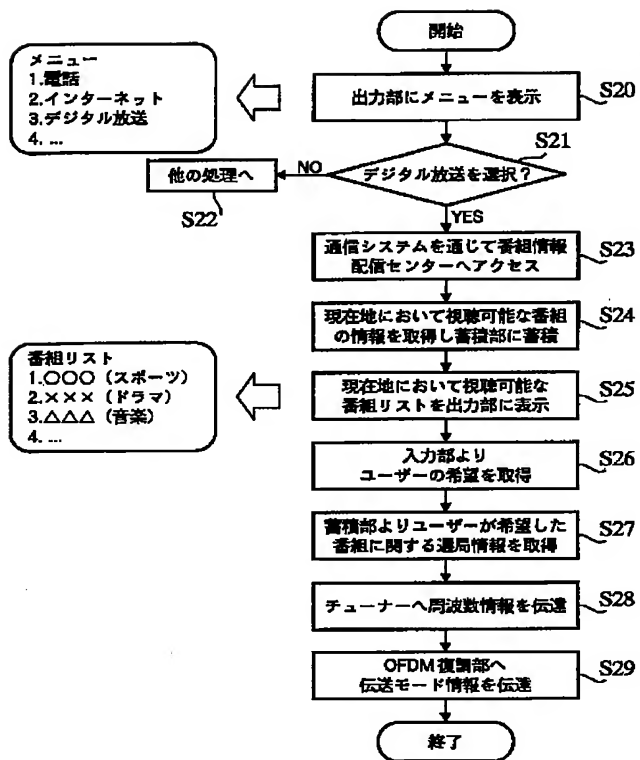 開始
メニュー
1.電話
2.インターネット
3.デジタル放送
4. ...
出力部にメニューを表示
S20
デジタル放送を選択？
S21
NO
他の処理へ
S22
YES
通信システムを通じて番組情報
配信センターへアクセス
S23
現在地において視聴可能な番組
の情報を取得し蓄積部に蓄積
S24
番組リスト
1.○○○（スポーツ）
2.×××（ドラマ）
3.△△△（音楽）
4. ...
現在地において視聴可能な
番組リストを出力部に表示
S25
入力部より
ユーザーの希望を取得
S26
蓄積部よりユーザーが希望した
番組に関する選局情報を取得
S27
チューナーへ周波数情報を伝達
S28
OFDM 復調部へ
伝送モード情報を伝達
S29
終了